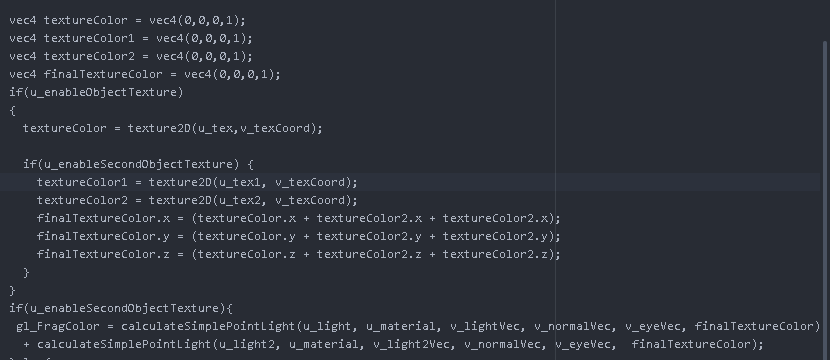 vec4 textureColor = vec4(0,0,0,1);
vec4 textureColor1 = vec4(0,0,0,1);
vec4 textureColor2 = vec4(0,0,0,1);
vec4 finalTextureColor = vec4(0,0,0,1);
if(u_enableObjectTexture)
{
textureColor = texture2D(u_tex,v_texCoord);
if(u_enableSecondObjectTexture) {
textureColor1 = texture2D(u_tex1, v_texCoord);
textureColor2 = texture2D(u_tex2, v_texCoord);
finalTextureColor.x = (textureColor.x + textureColor2.x + textureColor2.x);
finalTextureColor.y = (textureColor.y + textureColor2.y + textureColor2.y);
finalTextureColor.z = (textureColor.z + textureColor2.z + textureColor2.z);
}
}
if(u_enableSecondObjectTexture){
gl_FragColor = calculateSimplePointLight(u_light, u_material, v_lightVec, v_normalVec, v_eyeVec, finalTextureColor)
+ calculateSimplePointLight(u_light2, u_material, v_light2Vec, v_normalVec, v_eyeVec, finalTextureColor);